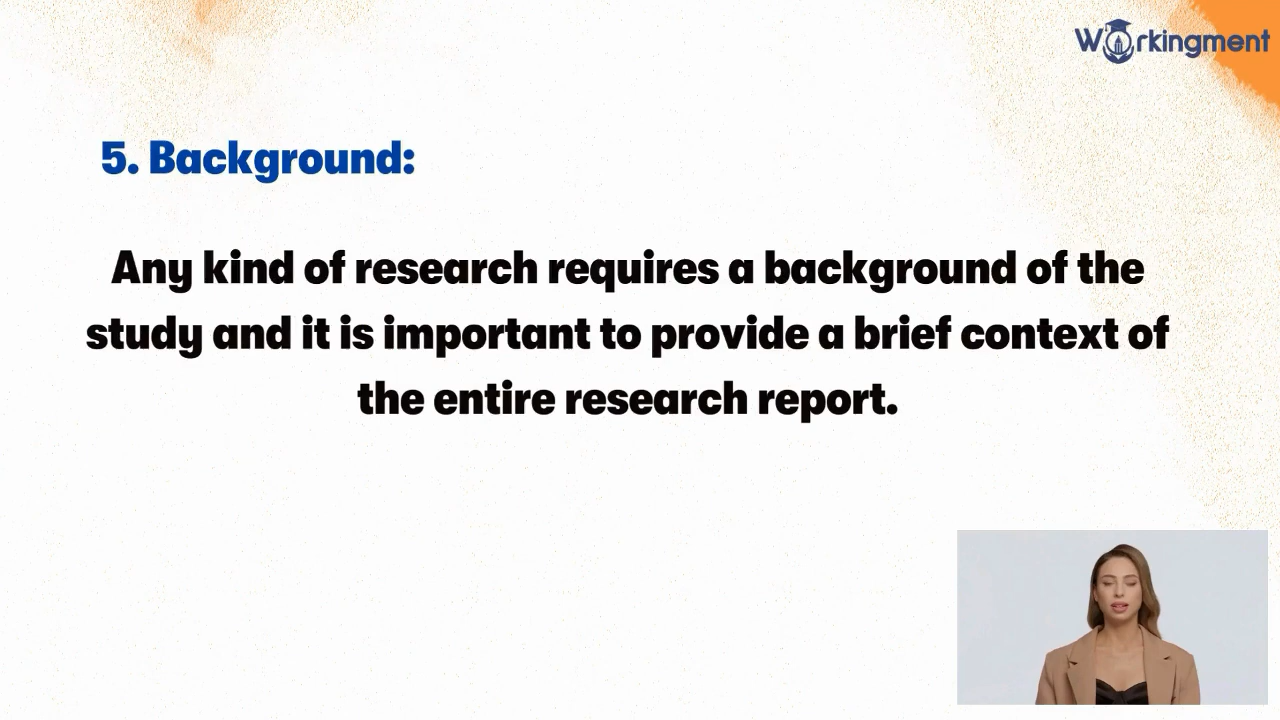 Workingment
5. Background:
Any kind of research requires a background of the
study and it is important to provide a brief context of
the entire research report.